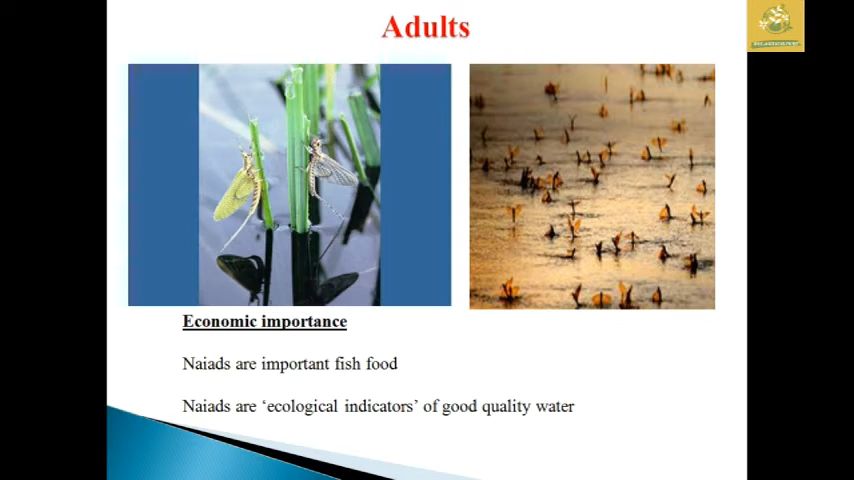 Adults
Economic importance
Naiads are important fish food
Naiads are ‘ecological indicators’ of good quality water